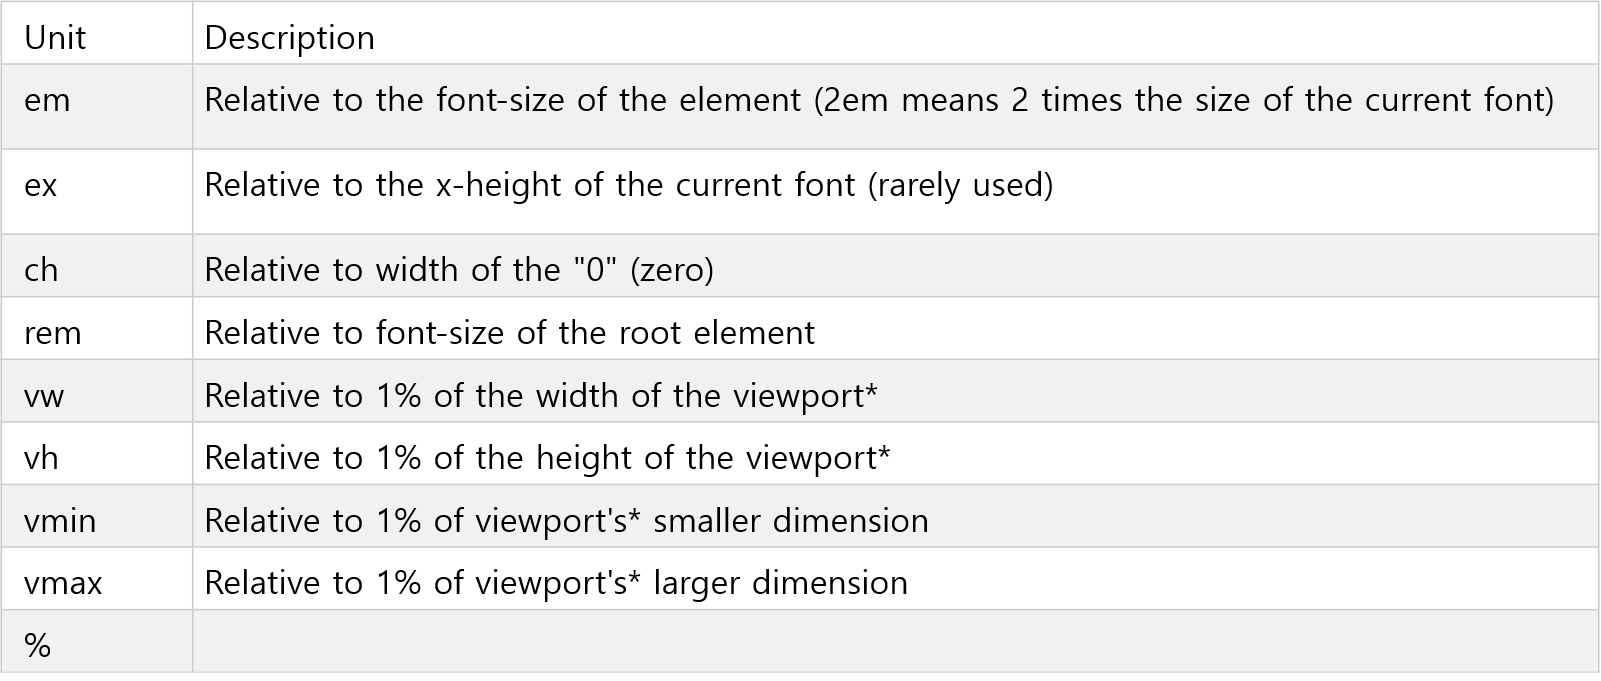 Unit Description
em Relative to the font-size of the element (2em means 2 times the size of the current font)
ex Relative to the x-height of the current font (rarely used)
ch Relative to width of the "0" (zero)
rem Relative to font-size of the root element
vw Relative to 1% of the width of the viewport*
vh Relative to 1% of the height of the viewport*
vmin Relative to 1% of viewport's* smaller dimension
vmax Relative to 1% of viewport's* larger dimension
%